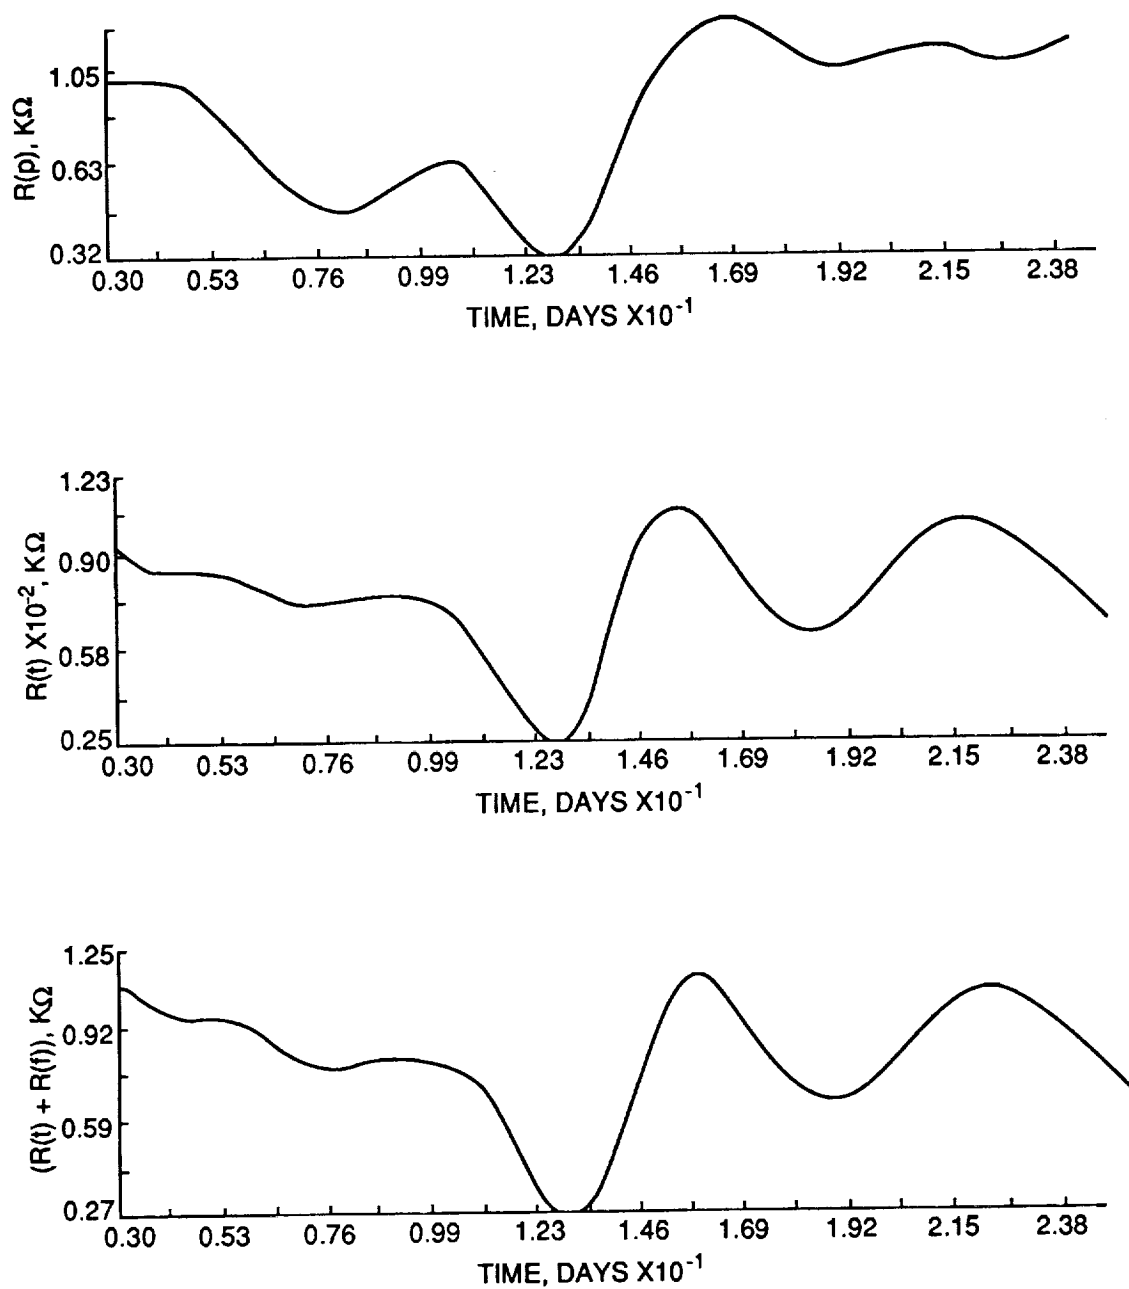 R(p), KΩ
1.05
0.63
0.32
0.30 0.53 0.76 0.99 1.23 1.46 1.69 1.92 2.15 2.38
TIME, DAYS X10⁻¹
R(t) X10⁻², KΩ
1.23
0.90
0.58
0.25
0.30 0.53 0.76 0.99 1.23 1.46 1.69 1.92 2.15 2.38
TIME, DAYS X10⁻¹
(R(t) + R(f)), KΩ
1.25
0.92
0.59
0.27
0.30 0.53 0.76 0.99 1.23 1.46 1.69 1.92 2.15 2.38
TIME, DAYS X10⁻¹